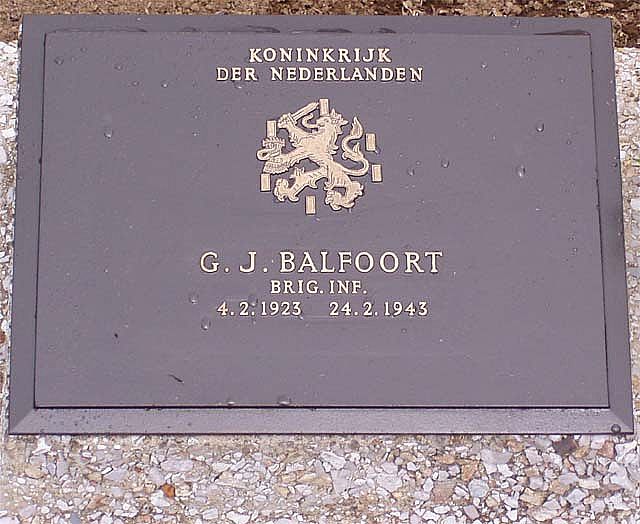 KONINKRIJK
DER NEDERLANDEN
G. J. BALFOORT
BRIG. INF.
4.2.1923 24.2.1943